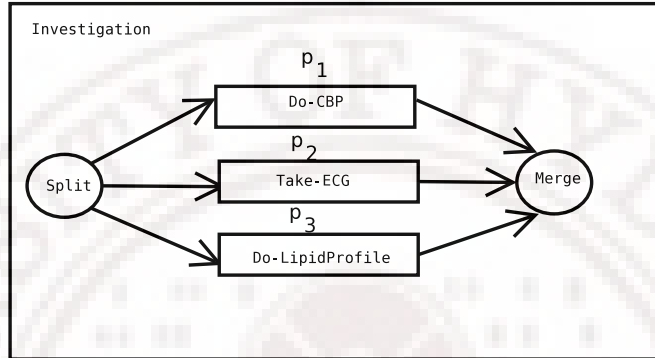 Investigation
p1
Do-CBP
p2
Split
Take-ECG
Merge
p3
Do-LipidProfile